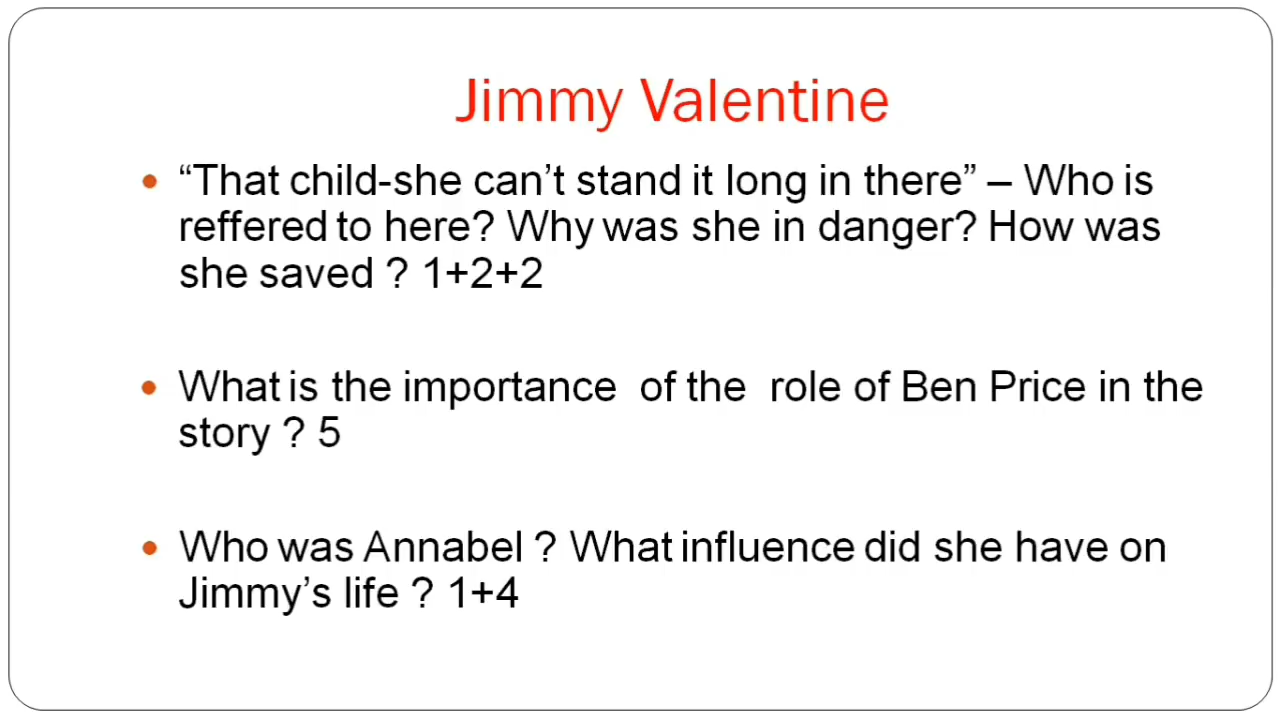 Jimmy Valentine
• “That child-she can’t stand it long in there” – Who is
reffered to here? Why was she in danger? How was
she saved ? 1+2+2
• What is the importance of the role of Ben Price in the
story ? 5
• Who was Annabel ? What influence did she have on
Jimmy’s life ? 1+4